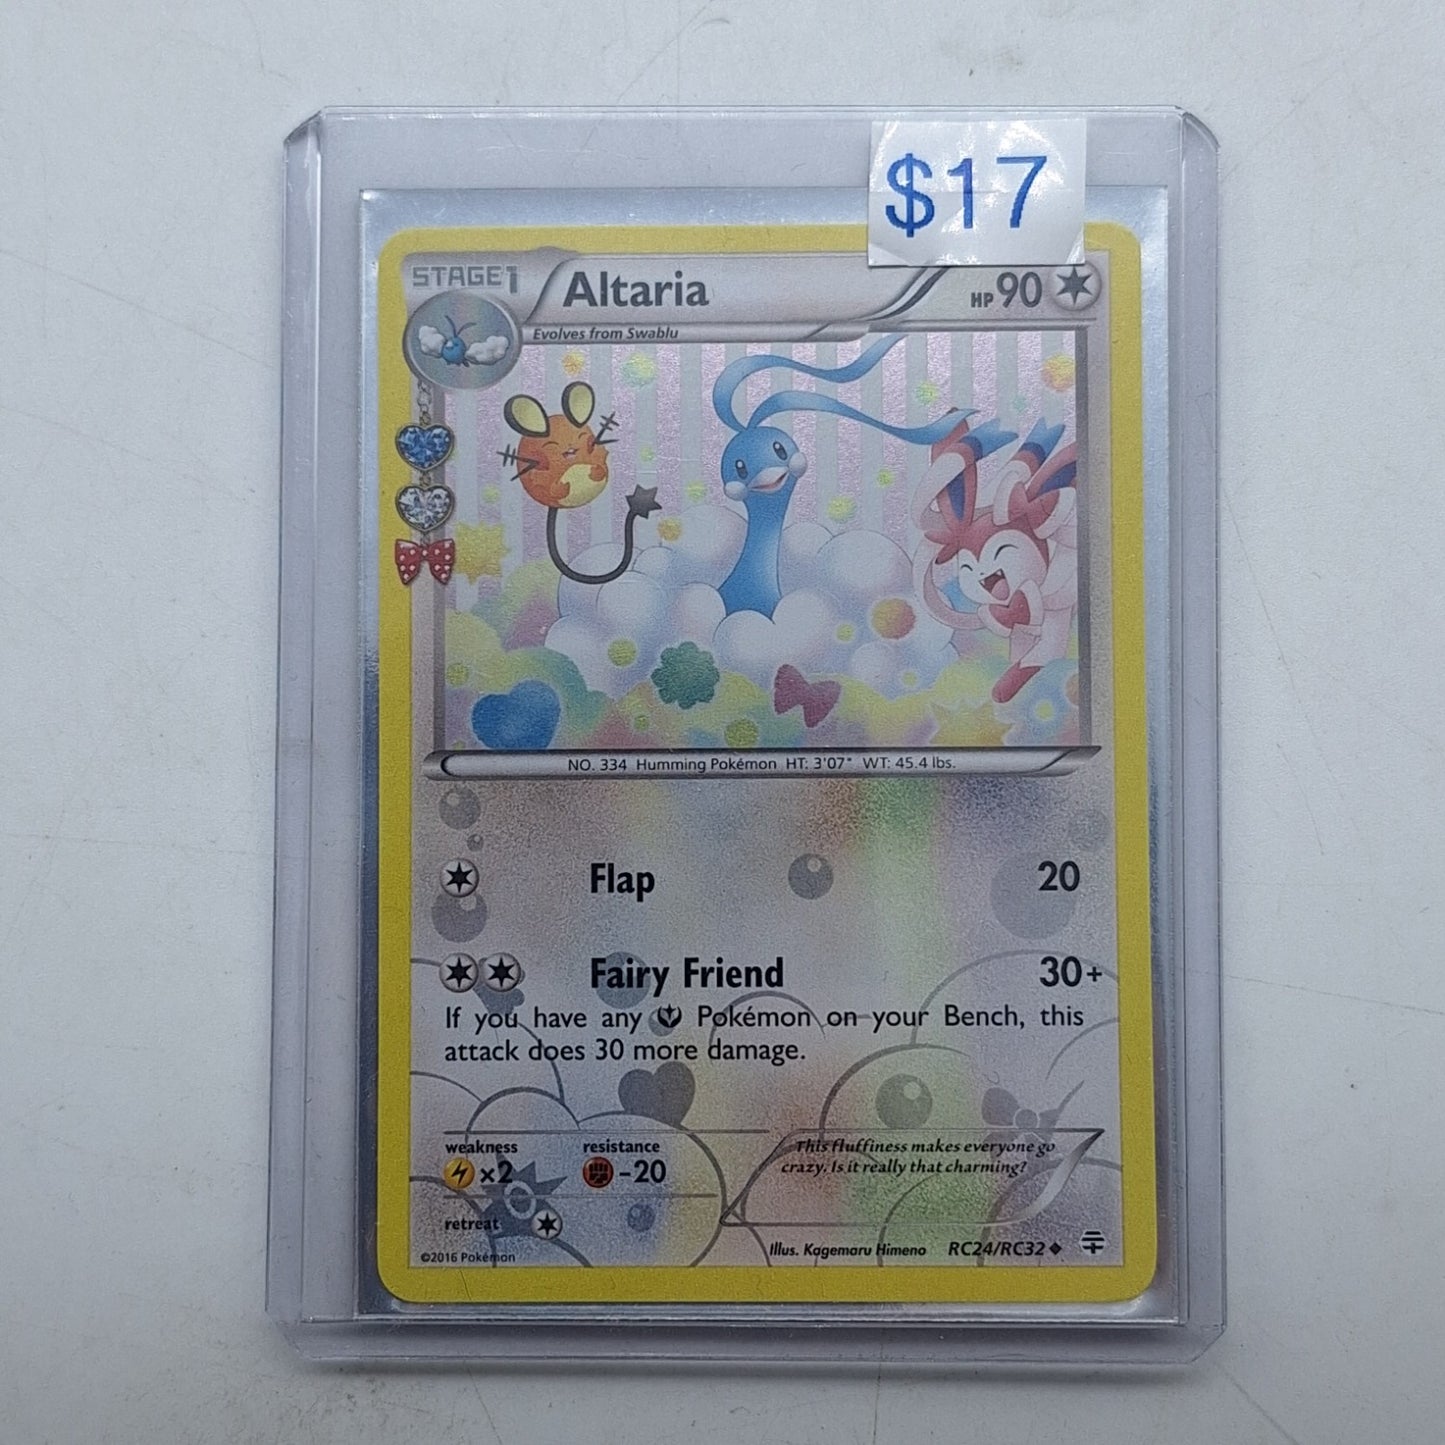 $17
STAGE1
Altaria
HP 90
Evolves from Swablu
NO. 334 Humming Pokémon HT: 3'07" WT: 45.4 lbs.
Flap 20
Fairy Friend 30+
If you have any Pokémon on your Bench, this
attack does 30 more damage.
weakness resistance
×2 -20
This fluffiness makes everyone go
crazy. Is it really that charming?
retreat
©2016 Pokémon
Illus. Kagemaru Himeno RC24/RC32